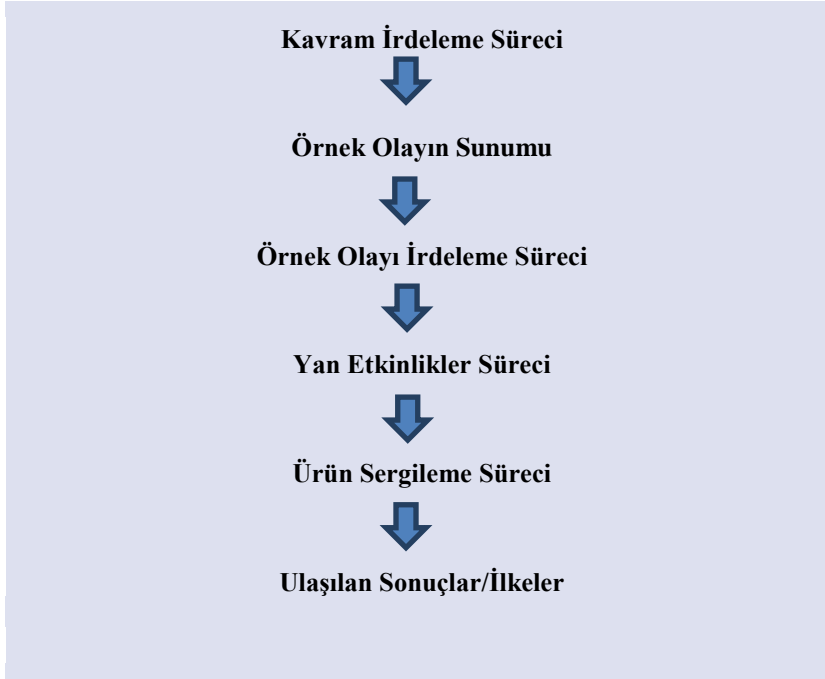 Kavram İrdeleme Süreci
Örnek Olayın Sunumu
Örnek Olayı İrdeleme Süreci
Yan Etkinlikler Süreci
Ürün Sergileme Süreci
Ulaşılan Sonuçlar/İlkeler